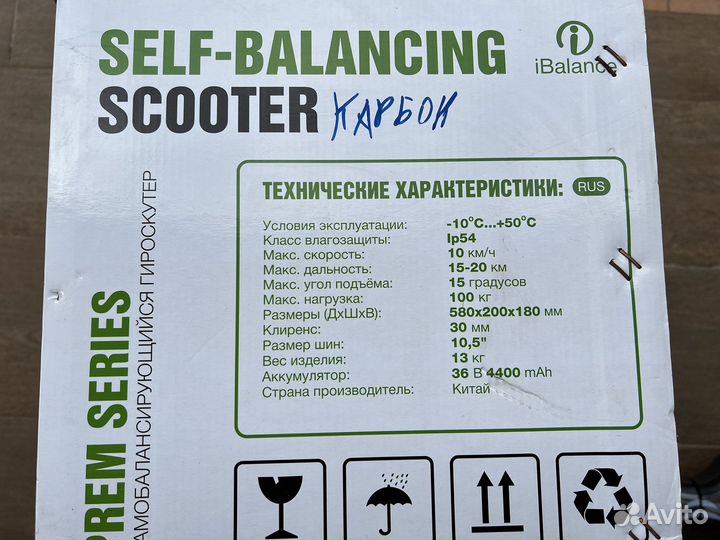 SELF-BALANCING
SCOOTER КАРБОН
iBalance
ТЕХНИЧЕСКИЕ ХАРАКТЕРИСТИКИ: RUS
Условия эксплуатации: -10°C...+50°C
Класс влагозащиты: Ip54
Макс. скорость: 10 км/ч
Макс. дальность: 15-20 км
Макс. угол подъёма: 15 градусов
Макс. нагрузка: 100 кг
Размеры (ДхШхВ): 580x200x180 мм
Клиренс: 30 мм
Размер шин: 10,5"
Вес изделия: 13 кг
Аккумулятор: 36 В 4400 mAh
Страна производитель: Китай
PREM SERIES
АМОБАЛАНСИРУЮЩИЙСЯ ГИРОСКУТЕР
Avito